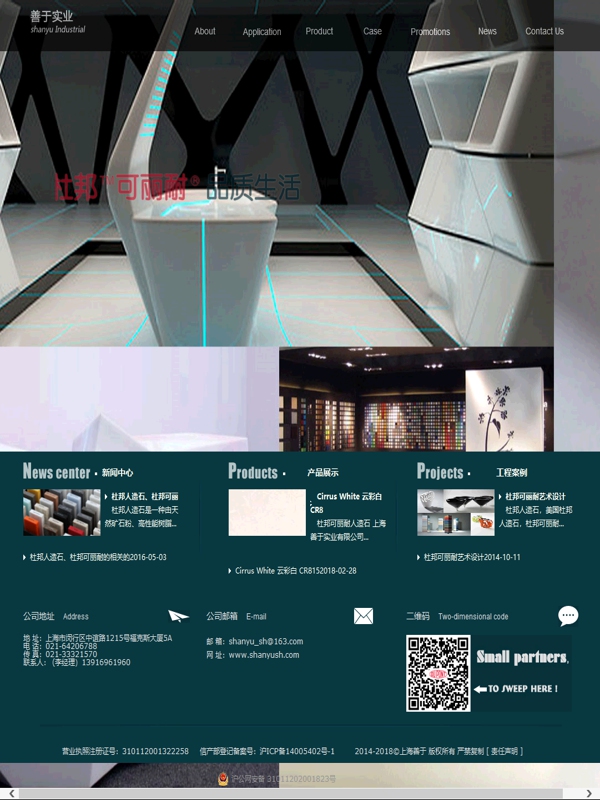 善于实业
shanyu Industrial
About Application Product Case Promotions News Contact Us
杜邦™可丽耐® 品质生活
News center · 新闻中心
杜邦人造石、杜邦可丽
杜邦人造石是一种由天
然矿石粉、高性能树脂...
杜邦人造石、杜邦可丽耐的相关的2016-05-03
Products · 产品展示
Cirrus White 云彩白
CR8
杜邦可丽耐人造石 上海
善于实业有限公司...
Cirrus White 云彩白 CR8152018-02-28
Projects · 工程案例
杜邦可丽耐艺术设计
杜邦人造石，美国杜邦
人造石，杜邦可丽耐...
杜邦可丽耐艺术设计2014-10-11
公司地址 Address
地 址：上海市闵行区中谊路1215号福克斯大厦5A
电 话：021-64206788
传 真：021-33321570
联系人：（李经理）13916961960
公司邮箱 E-mail
邮 箱：shanyu_sh@163.com
网 址：www.shanyush.com
二维码 Two-dimensional code
Small partners,
TO SWEEP HERE !
营业执照注册证号：310112001322258 信产部登记备案号：沪ICP备14005402号-1 2014-2018©上海善于 版权所有 严禁复制 [ 责任声明 ]
沪公网安备 31011202001823号